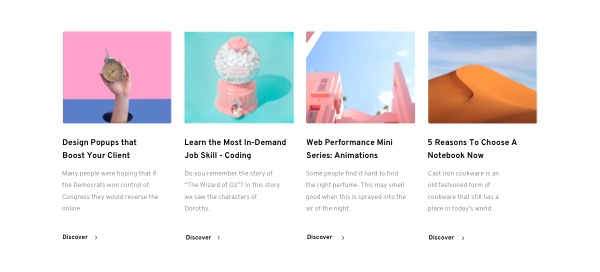 Design Popups that
Boost Your Client
Many people were hoping that if
the Democrats won control of
Congress they would reverse the
online
Discover
Learn the Most In-Demand
Job Skill - Coding
Do you remember the story of
"The Wizard of Oz"? In this story
we saw the characters of
Dorothy.
Discover
Web Performance Mini
Series: Animations
Some people find it hard to find
the right perfume. This may smell
good when this is sprayed into the
air of the night.
Discover
5 Reasons To Choose A
Notebook Now
Cast iron cookware is an
old fashioned form of
cookware that still has a
place in today's world.
Discover